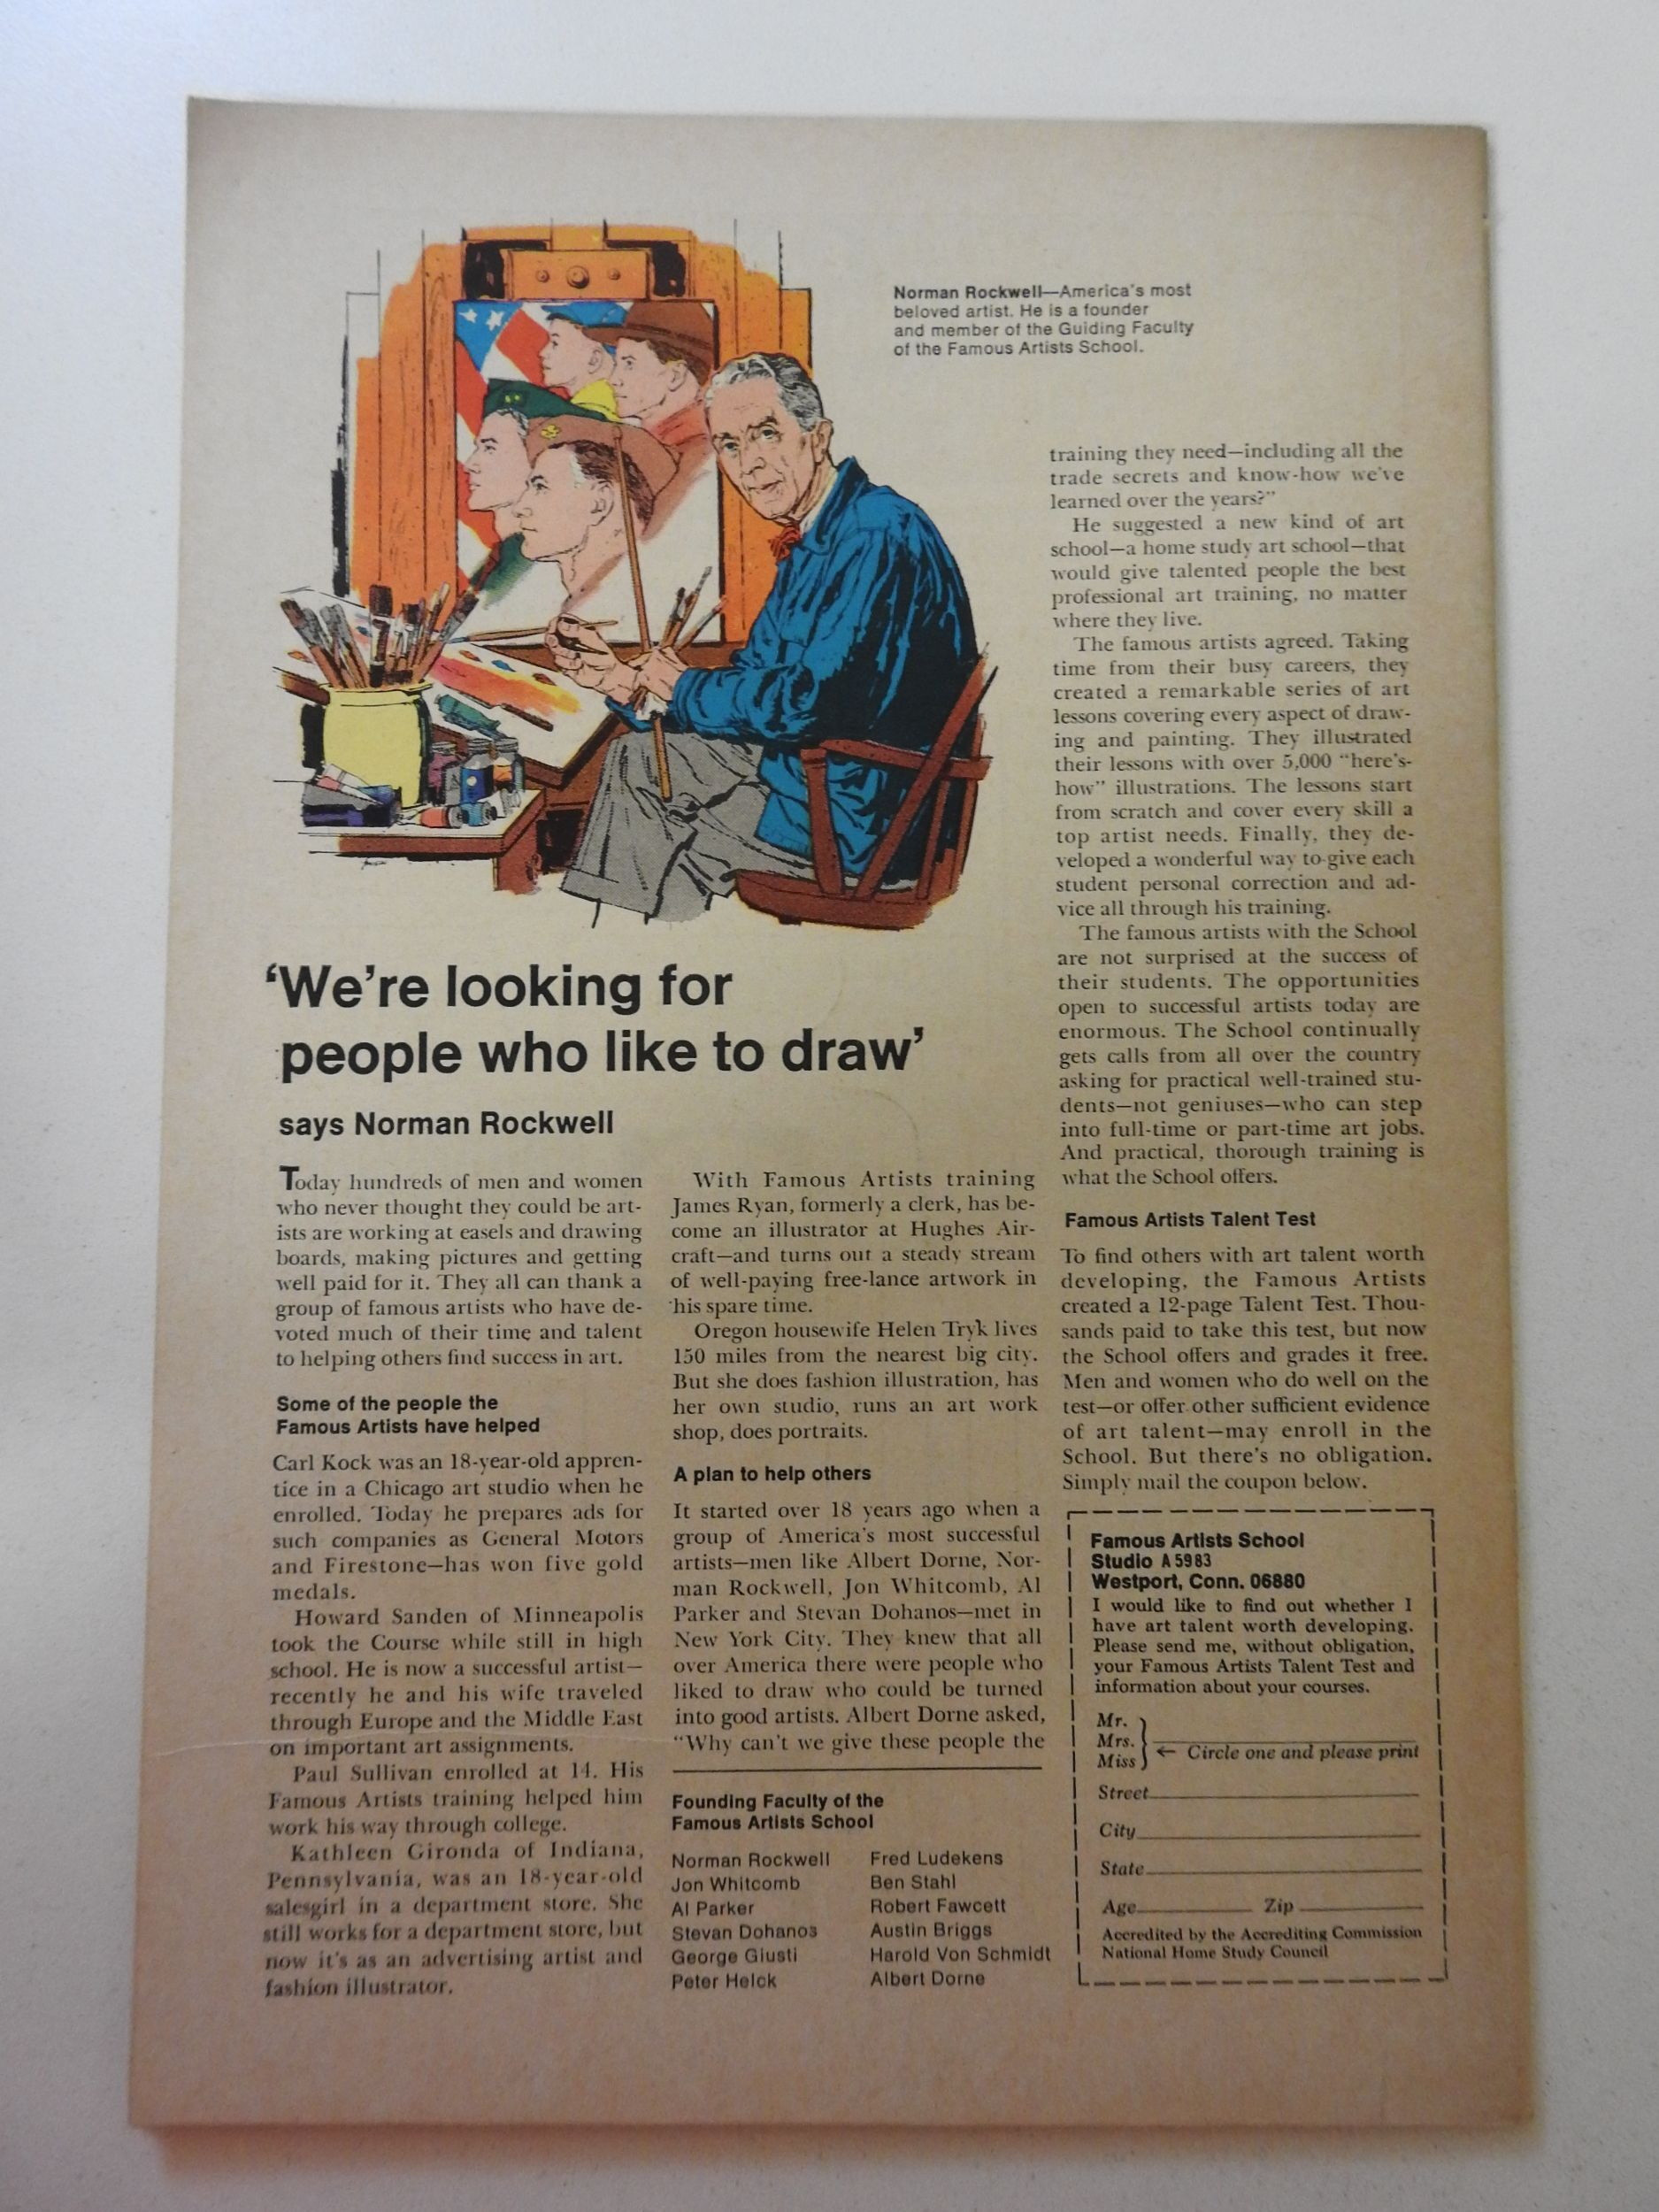 Norman Rockwell—America's most
beloved artist. He is a founder
and member of the Guiding Faculty
of the Famous Artists School.
‘We’re looking for
people who like to draw’
says Norman Rockwell
Today hundreds of men and women
who never thought they could be art-
ists are working at easels and drawing
boards, making pictures and getting
well paid for it. They all can thank a
group of famous artists who have de-
voted much of their time and talent
to helping others find success in art.
Some of the people the
Famous Artists have helped
Carl Kock was an 18-year-old appren-
tice in a Chicago art studio when he
enrolled. Today he prepares ads for
such companies as General Motors
and Firestone—has won five gold
medals.
Howard Sanden of Minneapolis
took the Course while still in high
school. He is now a successful artist—
recently he and his wife traveled
through Europe and the Middle East
on important art assignments.
Paul Sullivan enrolled at 14. His
Famous Artists training helped him
work his way through college.
Kathleen Gironda of Indiana,
Pennsylvania, was an 18-year-old
salesgirl in a department store. She
still works for a department store, but
now it's as an advertising artist and
fashion illustrator.
With Famous Artists training
James Ryan, formerly a clerk, has be-
come an illustrator at Hughes Air-
craft—and turns out a steady stream
of well-paying free-lance artwork in
his spare time.
Oregon housewife Helen Tryk lives
150 miles from the nearest big city.
But she does fashion illustration, has
her own studio, runs an art work
shop, does portraits.
A plan to help others
It started over 18 years ago when a
group of America's most successful
artists—men like Albert Dorne, Nor-
man Rockwell, Jon Whitcomb, Al
Parker and Stevan Dohanos—met in
New York City. They knew that all
over America there were people who
liked to draw who could be turned
into good artists. Albert Dorne asked,
“Why can't we give these people the
Founding Faculty of the
Famous Artists School
Norman Rockwell
Jon Whitcomb
Al Parker
Stevan Dohanos
George Giusti
Peter Helck
Fred Ludekens
Ben Stahl
Robert Fawcett
Austin Briggs
Harold Von Schmidt
Albert Dorne
training they need—including all the
trade secrets and know-how we've
learned over the years?”
He suggested a new kind of art
school—a home study art school—that
would give talented people the best
professional art training, no matter
where they live.
The famous artists agreed. Taking
time from their busy careers, they
created a remarkable series of art
lessons covering every aspect of draw-
ing and painting. They illustrated
their lessons with over 5,000 “here's-
how” illustrations. The lessons start
from scratch and cover every skill a
top artist needs. Finally, they de-
veloped a wonderful way to give each
student personal correction and ad-
vice all through his training.
The famous artists with the School
are not surprised at the success of
their students. The opportunities
open to successful artists today are
enormous. The School continually
gets calls from all over the country
asking for practical well-trained stu-
dents—not geniuses—who can step
into full-time or part-time art jobs.
And practical, thorough training is
what the School offers.
Famous Artists Talent Test
To find others with art talent worth
developing, the Famous Artists
created a 12-page Talent Test. Thou-
sands paid to take this test, but now
the School offers and grades it free.
Men and women who do well on the
test—or offer other sufficient evidence
of art talent—may enroll in the
School. But there's no obligation.
Simply mail the coupon below.
Famous Artists School
Studio A5983
Westport, Conn. 06880
I would like to find out whether I
have art talent worth developing.
Please send me, without obligation,
your Famous Artists Talent Test and
information about your courses.
Mr.
Mrs.
Miss ← Circle one and please print
Street
City
State
Age Zip
Accredited by the Accrediting Commission
National Home Study Council